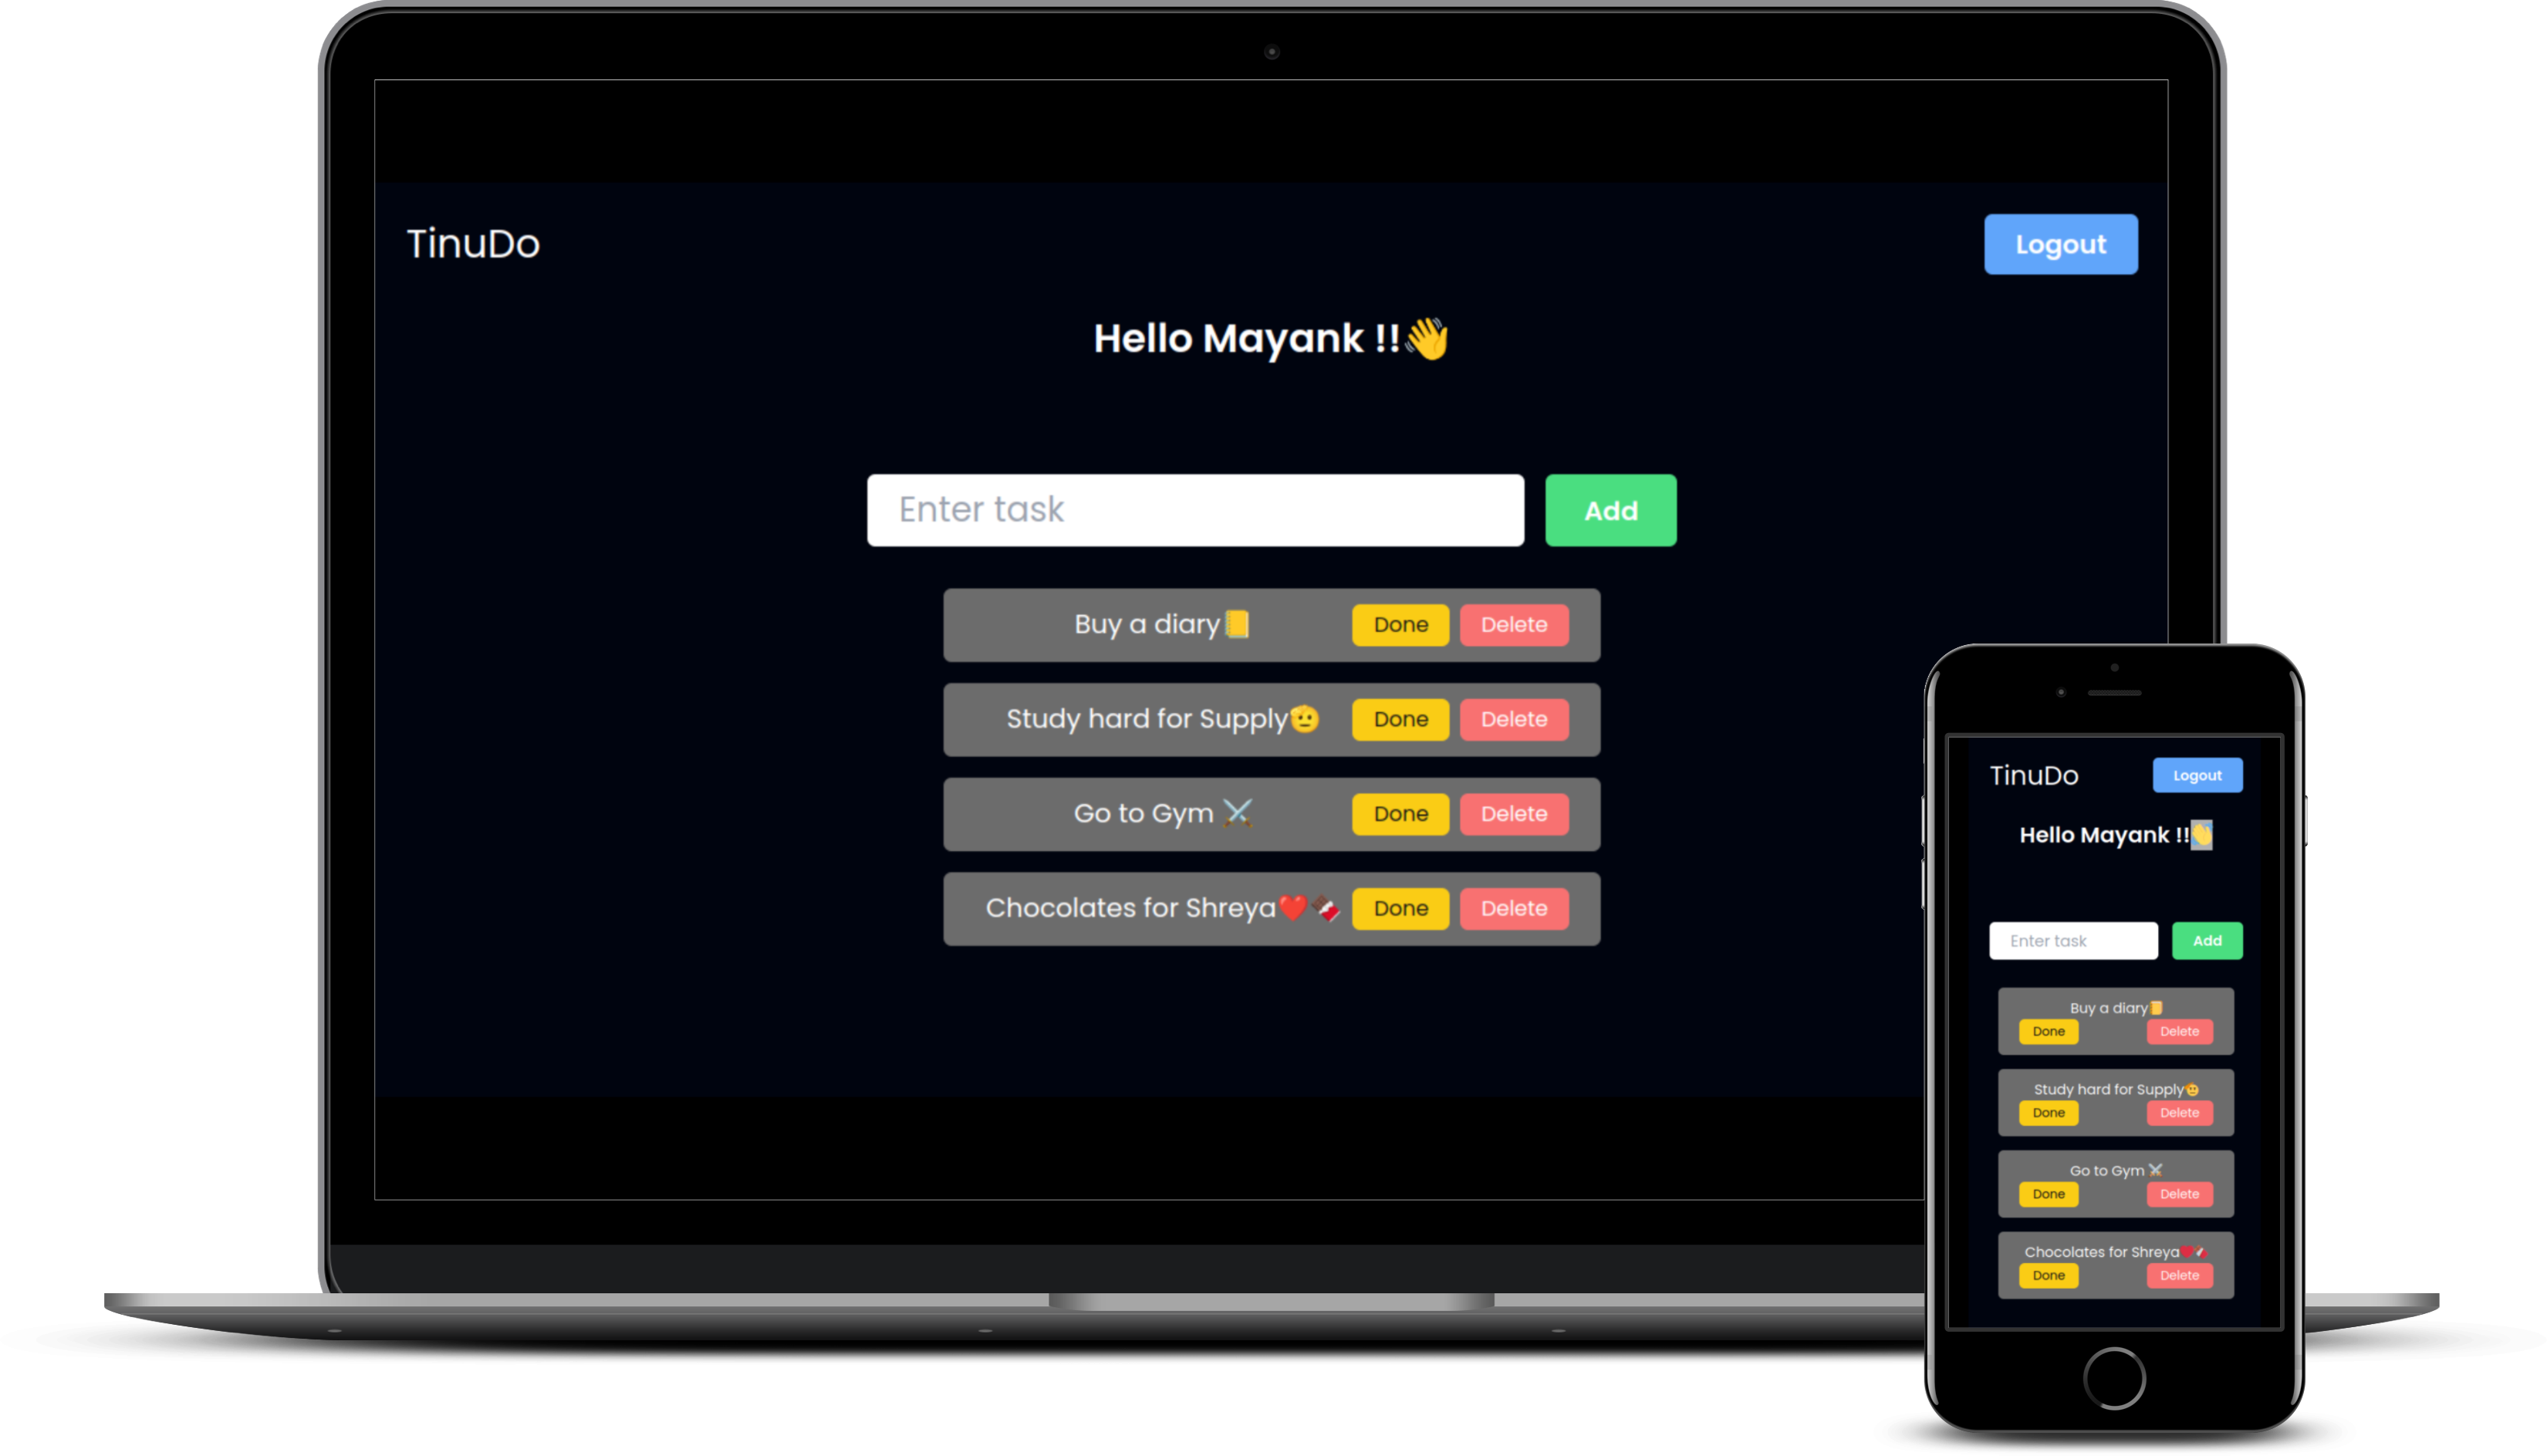 TinuDo
Logout
Hello Mayank !!👋
Enter task
Add
Buy a diary📒
Done
Delete
Study hard for Supply🫡
Done
Delete
Go to Gym ⚔️
Done
Delete
Chocolates for Shreya❤️🍫
Done
Delete
TinuDo
Logout
Hello Mayank !!👋
Enter task
Add
Buy a diary📒
Done
Delete
Study hard for Supply🫡
Done
Delete
Go to Gym ⚔️
Done
Delete
Chocolates for Shreya❤️🍫
Done
Delete